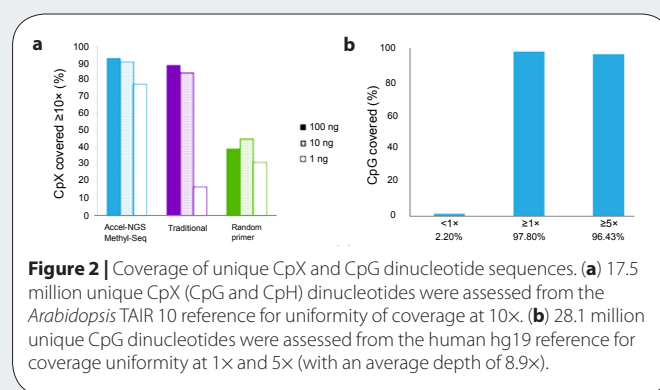 a
CpX covered ≥10× (%)
100
90
80
70
60
50
40
30
20
10
0
Accel-NGS
Methyl-Seq
Traditional
Random
primer
100 ng
10 ng
1 ng
b
CpG covered (%)
100
80
60
40
20
0
<1×
2.20%
≥1×
97.80%
≥5×
96.43%
Figure 2 | Coverage of unique CpX and CpG dinucleotide sequences. (a) 17.5
million unique CpX (CpG and CpH) dinucleotides were assessed from the
Arabidopsis TAIR 10 reference for uniformity of coverage at 10×. (b) 28.1 million
unique CpG dinucleotides were assessed from the human hg19 reference for
coverage uniformity at 1× and 5× (with an average depth of 8.9×).